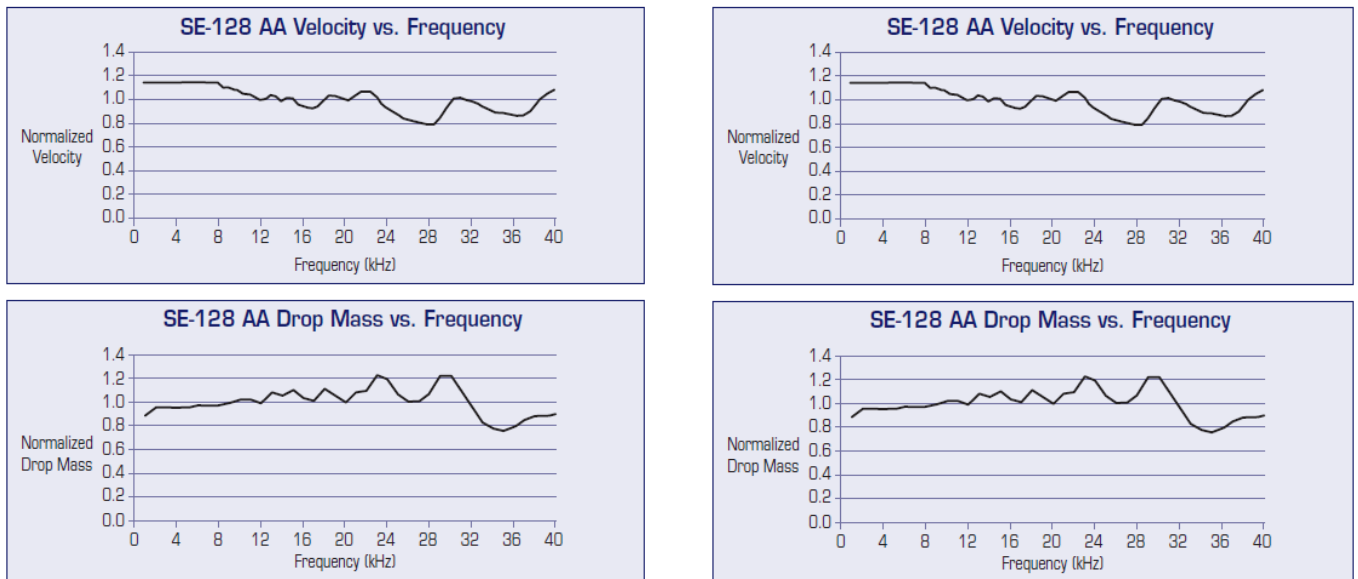 SE-128 AA Velocity vs. Frequency
1.4
1.2
1.0
0.8
0.6
0.4
0.2
0.0
Normalized
Velocity
0 4 8 12 16 20 24 28 32 36 40
Frequency (kHz)
SE-128 AA Drop Mass vs. Frequency
1.4
1.2
1.0
0.8
0.6
0.4
0.2
0.0
Normalized
Drop Mass
0 4 8 12 16 20 24 28 32 36 40
Frequency (kHz)
SE-128 AA Velocity vs. Frequency
1.4
1.2
1.0
0.8
0.6
0.4
0.2
0.0
Normalized
Velocity
0 4 8 12 16 20 24 28 32 36 40
Frequency (kHz)
SE-128 AA Drop Mass vs. Frequency
1.4
1.2
1.0
0.8
0.6
0.4
0.2
0.0
Normalized
Drop Mass
0 4 8 12 16 20 24 28 32 36 40
Frequency (kHz)